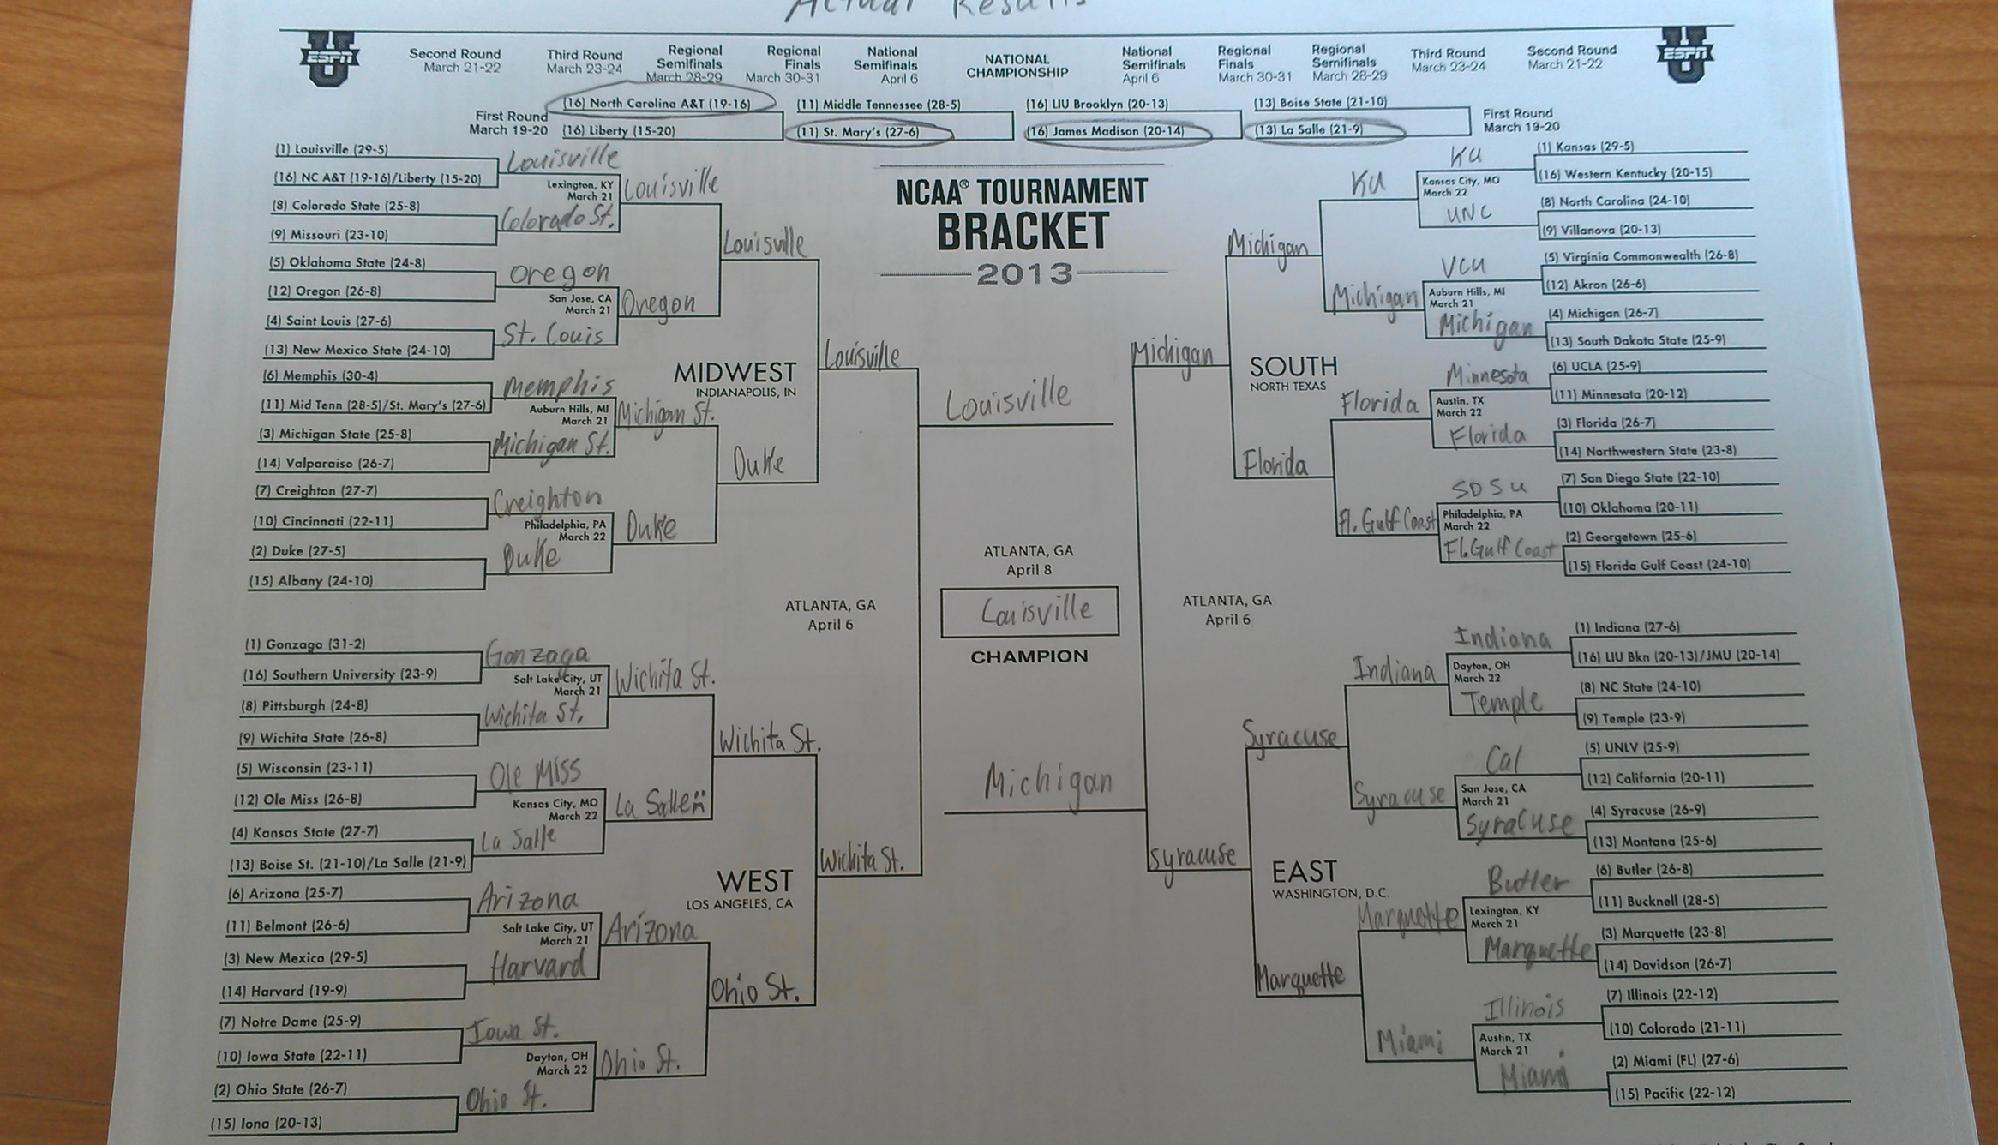 Actual Results
ESPN
Second Round
March 21-22
Third Round
March 23-24
Regional
Semifinals
March 28-29
Regional
Finals
March 30-31
National
Semifinals
April 6
NATIONAL
CHAMPIONSHIP
National
Semifinals
April 6
Regional
Finals
March 30-31
Regional
Semifinals
March 28-29
Third Round
March 23-24
Second Round
March 21-22
ESPN
First Round
March 19-20
(16) North Carolina A&T (19-16)
(16) Liberty (15-20)
(11) Middle Tennessee (28-5)
(11) St. Mary's (27-6)
(16) LIU Brooklyn (20-13)
(16) James Madison (20-14)
(13) Boise State (21-10)
(13) La Salle (21-9)
First Round
March 19-20
NCAA® TOURNAMENT
BRACKET
2013
(1) Louisville (29-5)
Louisville
(16) NC A&T (19-16)/Liberty (15-20)
Lexington, KY
March 21
Louisville
(8) Colorado State (25-8)
Colorado St.
(9) Missouri (23-10)
Louisville
(5) Oklahoma State (24-8)
Oregon
(12) Oregon (26-8)
San Jose, CA
March 21
Oregon
(4) Saint Louis (27-6)
St. Louis
(13) New Mexico State (24-10)
Louisville
MIDWEST
INDIANAPOLIS, IN
(6) Memphis (30-4)
Memphis
(11) Mid Tenn (28-5)/St. Mary's (27-6)
Auburn Hills, MI
March 21
Michigan St.
(3) Michigan State (25-8)
Michigan St.
(14) Valparaiso (26-7)
Duke
(7) Creighton (27-7)
Creighton
(10) Cincinnati (22-11)
Philadelphia, PA
March 22
Duke
(2) Duke (27-5)
Duke
(15) Albany (24-10)
Louisville
ATLANTA, GA
April 8
Louisville
CHAMPION
Michigan
ATLANTA, GA
April 6
ATLANTA, GA
April 6
(1) Gonzaga (31-2)
Gonzaga
(16) Southern University (23-9)
Salt Lake City, UT
March 21
Wichita St.
(8) Pittsburgh (24-8)
Wichita St.
(9) Wichita State (26-8)
Wichita St.
(5) Wisconsin (23-11)
Ole Miss
(12) Ole Miss (26-8)
Kansas City, MO
March 22
La Salle
(4) Kansas State (27-7)
La Salle
(13) Boise St. (21-10)/La Salle (21-9)
Wichita St.
WEST
LOS ANGELES, CA
(6) Arizona (25-7)
Arizona
(11) Belmont (26-6)
Salt Lake City, UT
March 21
Arizona
(3) New Mexico (29-5)
Harvard
(14) Harvard (19-9)
Ohio St.
(7) Notre Dame (25-9)
Iowa St.
(10) Iowa State (22-11)
Dayton, OH
March 22
Ohio St.
(2) Ohio State (26-7)
Ohio St.
(15) Iona (20-13)
KU
(1) Kansas (29-5)
KU
Kansas City, MO
March 22
(16) Western Kentucky (20-15)
UNC
(8) North Carolina (24-10)
(9) Villanova (20-13)
Michigan
VCU
(5) Virginia Commonwealth (26-8)
Michigan
Auburn Hills, MI
March 21
(12) Akron (26-6)
Michigan
(4) Michigan (26-7)
(13) South Dakota State (25-9)
Michigan
SOUTH
NORTH TEXAS
Minnesota
(6) UCLA (25-9)
Florida
Austin, TX
March 22
(11) Minnesota (20-12)
Florida
(3) Florida (26-7)
(14) Northwestern State (23-8)
Florida
SDSU
(7) San Diego State (22-10)
Fl. Gulf Coast
Philadelphia, PA
March 22
(10) Oklahoma (20-11)
Fl. Gulf Coast
(2) Georgetown (25-6)
(15) Florida Gulf Coast (24-10)
Indiana
(1) Indiana (27-6)
Indiana
Dayton, OH
March 22
(16) LIU Bkn (20-13)/JMU (20-14)
Temple
(8) NC State (24-10)
(9) Temple (23-9)
Syracuse
Cal
(5) UNLV (25-9)
Syracuse
San Jose, CA
March 21
(12) California (20-11)
Syracuse
(4) Syracuse (26-9)
(13) Montana (25-6)
Syracuse
EAST
WASHINGTON, D.C.
Butler
(6) Butler (26-8)
Marquette
Lexington, KY
March 21
(11) Bucknell (28-5)
Marquette
(3) Marquette (23-8)
(14) Davidson (26-7)
Marquette
Illinois
(7) Illinois (22-12)
Miami
Austin, TX
March 21
(10) Colorado (21-11)
Miami
(2) Miami (FL) (27-6)
(15) Pacific (22-12)